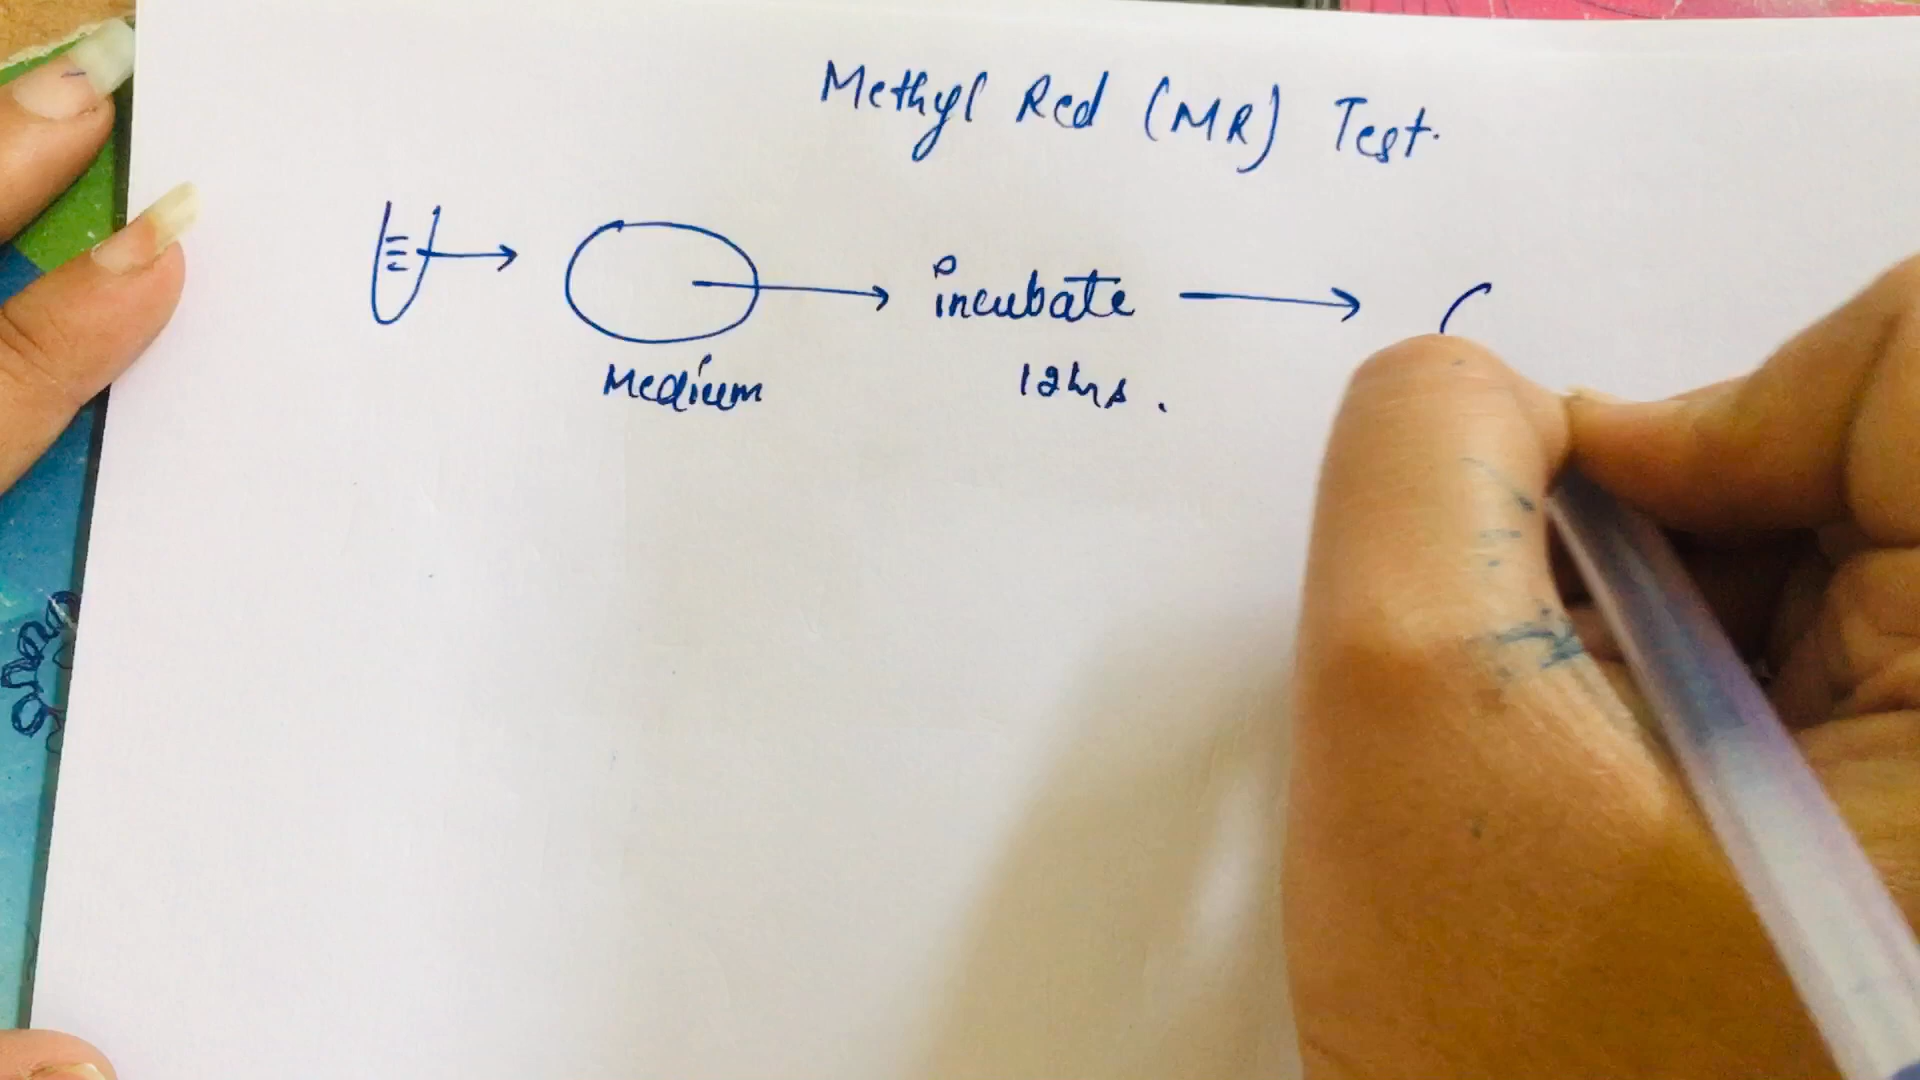 Methyl Red (MR) Test.
incubate
Medium
12hrs.